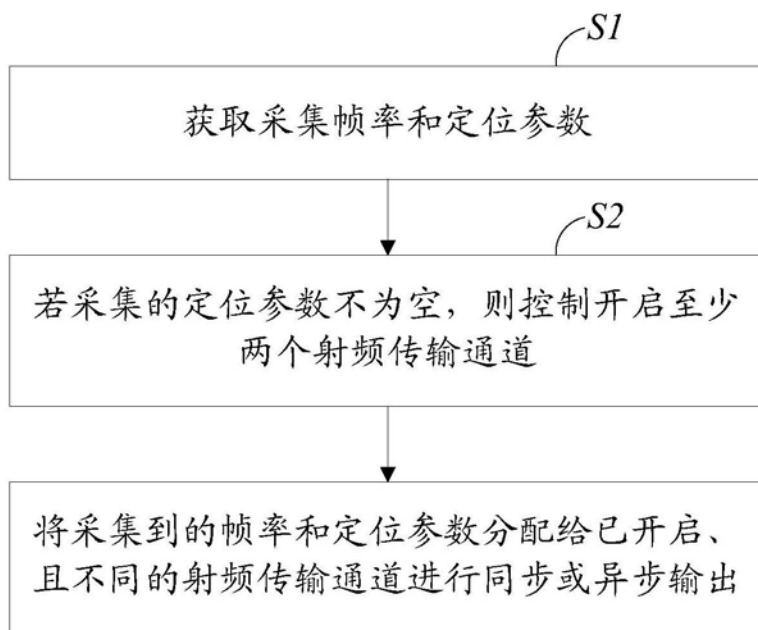 S1
获取采集帧率和定位参数
S2
若采集的定位参数不为空，则控制开启至少
两个射频传输通道
将采集到的帧率和定位参数分配给已开启、
且不同的射频传输通道进行同步或异步输出